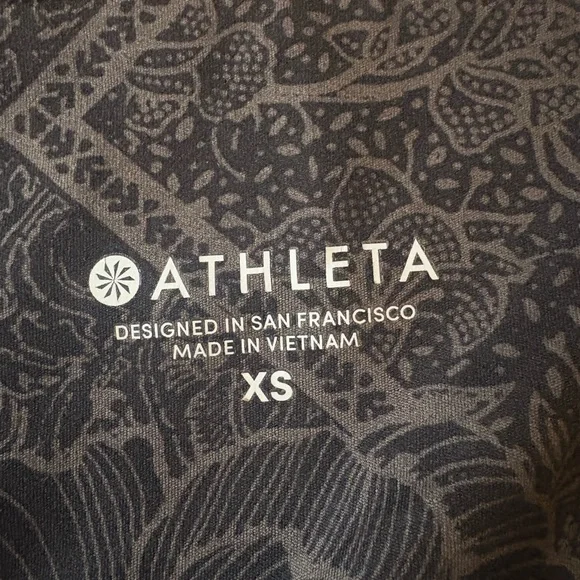 ATHLETA
DESIGNED IN SAN FRANCISCO
MADE IN VIETNAM
XS